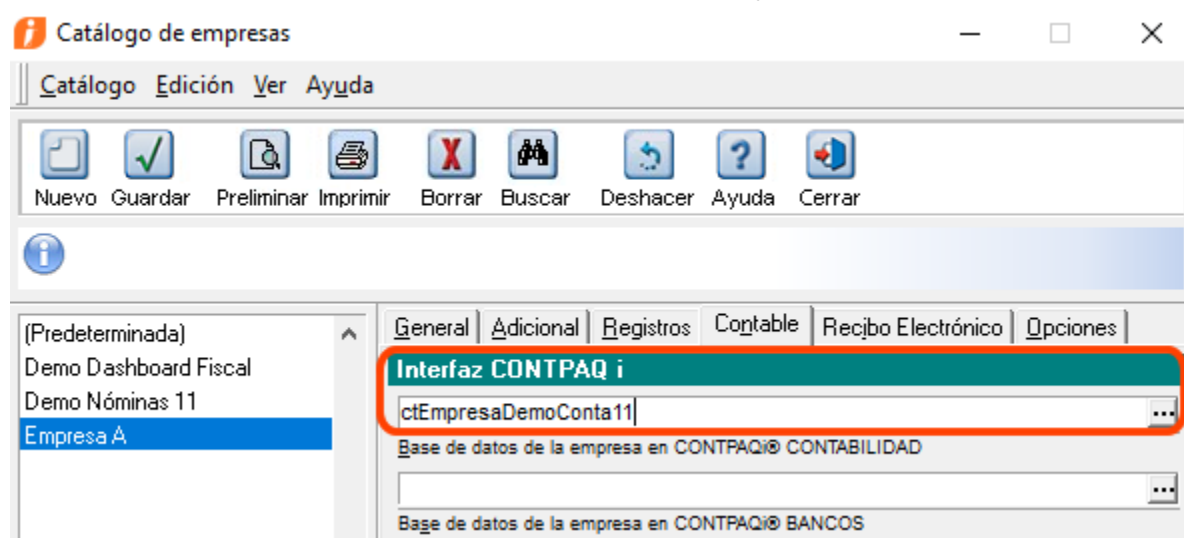 Catálogo de empresas
Catálogo Edición Ver Ayuda
Nuevo Guardar Preliminar Imprimir Borrar Buscar Deshacer Ayuda Cerrar
General Adicional Registros Contable Recibo Electrónico Opciones
(Predeterminada)
Demo Dashboard Fiscal
Demo Nóminas 11
Empresa A
Interfaz CONTPAQ i
ctEmpresaDemoConta11
...
Base de datos de la empresa en CONTPAQi® CONTABILIDAD
...
Base de datos de la empresa en CONTPAQi® BANCOS